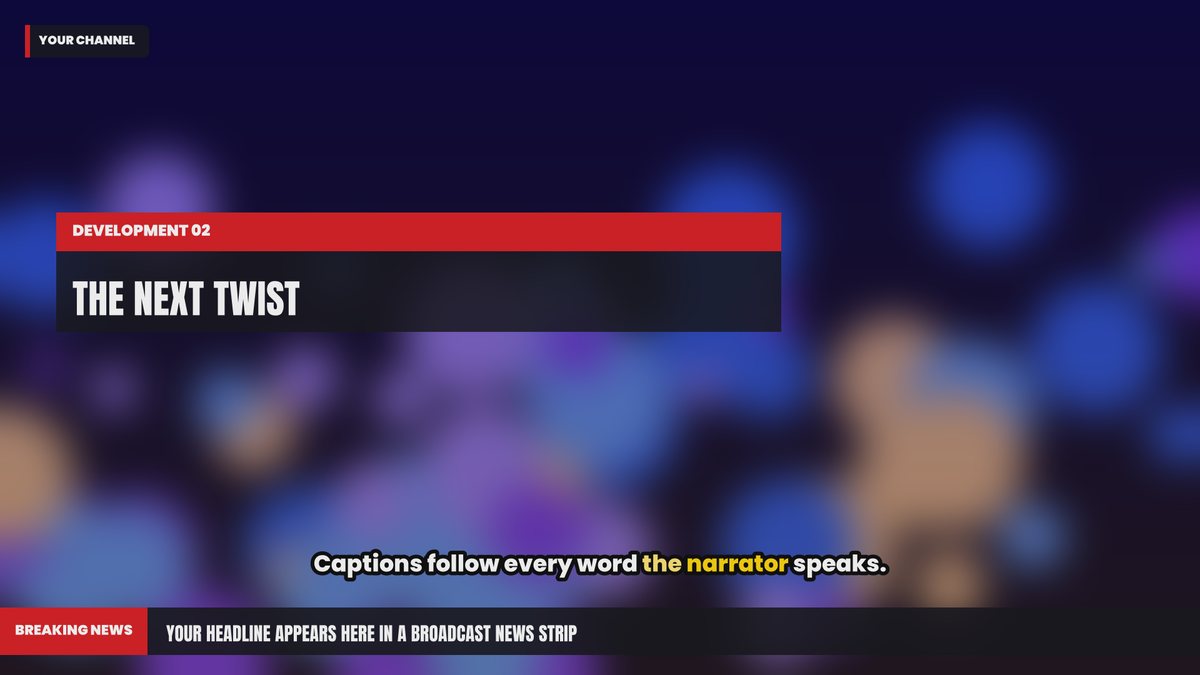 YOUR CHANNEL
DEVELOPMENT 02
THE NEXT TWIST
Captions follow every word the narrator speaks.
BREAKING NEWS
YOUR HEADLINE APPEARS HERE IN A BROADCAST NEWS STRIP